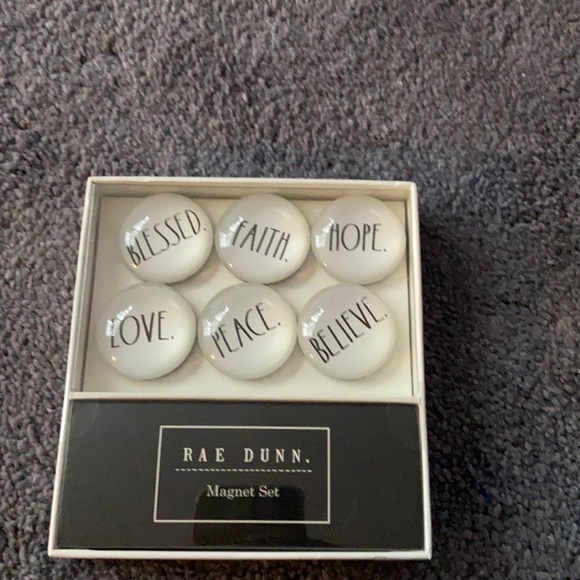 BLESSED. FAITH. HOPE.
LOVE. PEACE. BELIEVE.
RAE DUNN.
Magnet Set